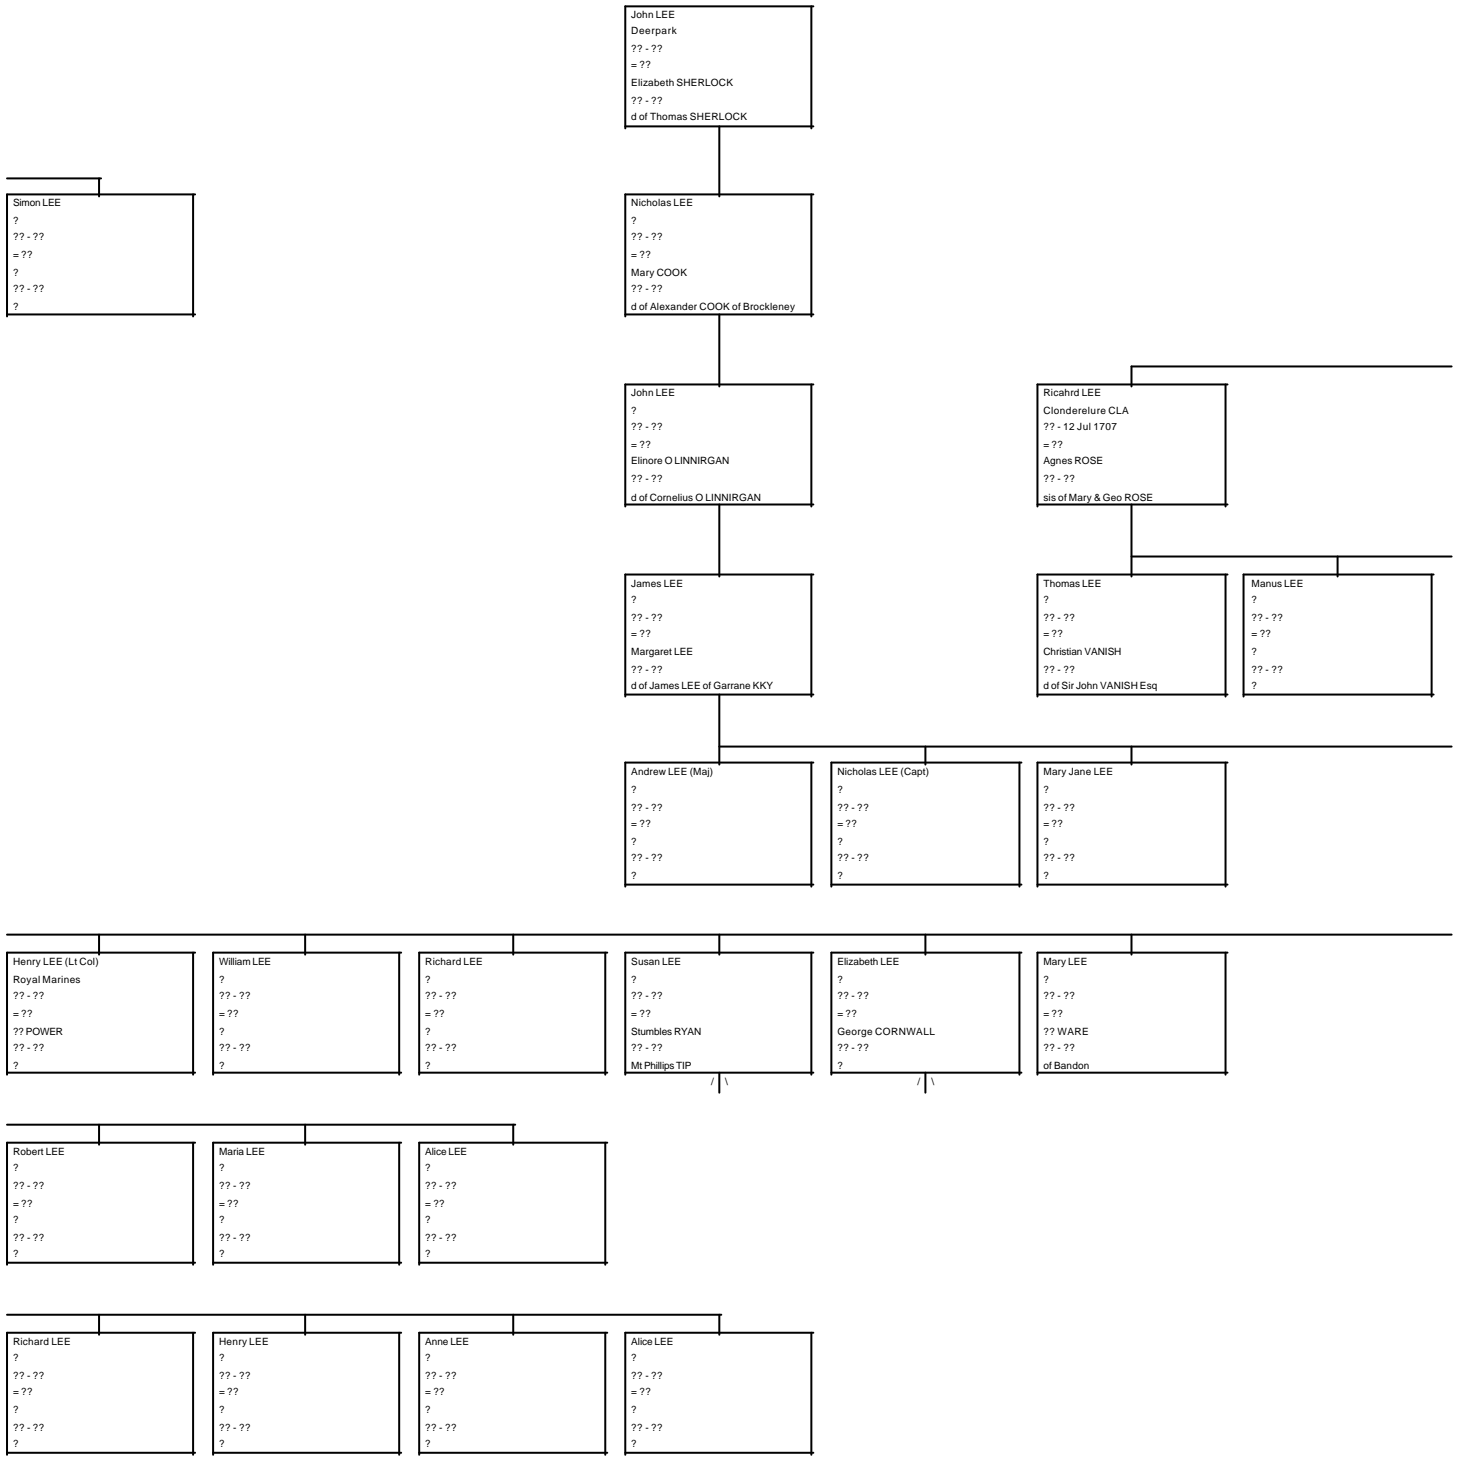 John LEE
Deerpark
?? - ??
= ??
Elizabeth SHERLOCK
?? - ??
d of Thomas SHERLOCK
Simon LEE
?
?? - ??
= ??
?
?? - ??
?
Nicholas LEE
?
?? - ??
= ??
Mary COOK
?? - ??
d of Alexander COOK of Brockleney
John LEE
?
?? - ??
= ??
Elinore O LINNIRGAN
?? - ??
d of Cornelius O LINNIRGAN
Ricahrd LEE
Clonderelure CLA
?? - 12 Jul 1707
= ??
Agnes ROSE
?? - ??
sis of Mary & Geo ROSE
James LEE
?
?? - ??
= ??
Margaret LEE
?? - ??
d of James LEE of Garrane KKY
Thomas LEE
?
?? - ??
= ??
Christian VANISH
?? - ??
d of Sir John VANISH Esq
Manus LEE
?
?? - ??
= ??
?
?? - ??
?
Andrew LEE (Maj)
?
?? - ??
= ??
?
?? - ??
?
Nicholas LEE (Capt)
?
?? - ??
= ??
?
?? - ??
?
Mary Jane LEE
?
?? - ??
= ??
?
?? - ??
?
Henry LEE (Lt Col)
Royal Marines
?? - ??
= ??
?? POWER
?? - ??
?
William LEE
?
?? - ??
= ??
?
?? - ??
?
Richard LEE
?
?? - ??
= ??
?
?? - ??
?
Susan LEE
?
?? - ??
= ??
Stumbles RYAN
?? - ??
Mt Phillips TIP
/ \
Elizabeth LEE
?
?? - ??
= ??
George CORNWALL
?? - ??
?
/ \
Mary LEE
?
?? - ??
= ??
?? WARE
?? - ??
of Bandon
Robert LEE
?
?? - ??
= ??
?
?? - ??
?
Maria LEE
?
?? - ??
= ??
?
?? - ??
?
Alice LEE
?
?? - ??
= ??
?
?? - ??
?
Richard LEE
?
?? - ??
= ??
?
?? - ??
?
Henry LEE
?
?? - ??
= ??
?
?? - ??
?
Anne LEE
?
?? - ??
= ??
?
?? - ??
?
Alice LEE
?
?? - ??
= ??
?
?? - ??
?